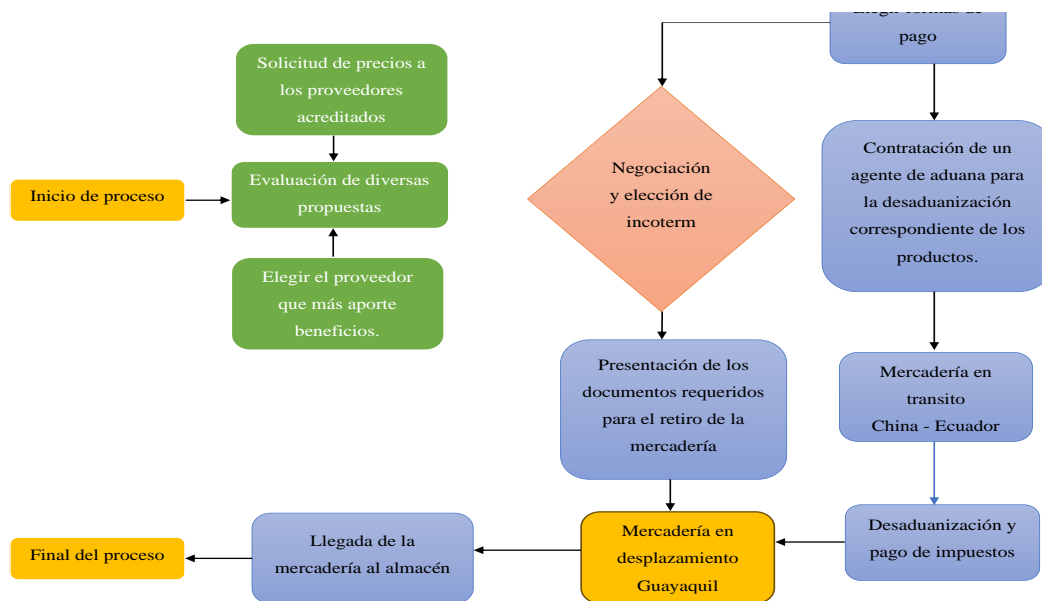 Solicitud de precios a
los proveedores
acreditados
Inicio de proceso
Evaluación de diversas
propuestas
Elegir el proveedor
que más aporte
beneficios.
pago
Negociación
y elección de
incoterm
Contratación de un
agente de aduana para
la desaduanización
correspondiente de los
productos.
Presentación de los
documentos requeridos
para el retiro de la
mercadería
Mercadería en
transito
China - Ecuador
Desaduanización y
pago de impuestos
Mercadería en
desplazamiento
Guayaquil
Llegada de la
mercadería al almacén
Final del proceso